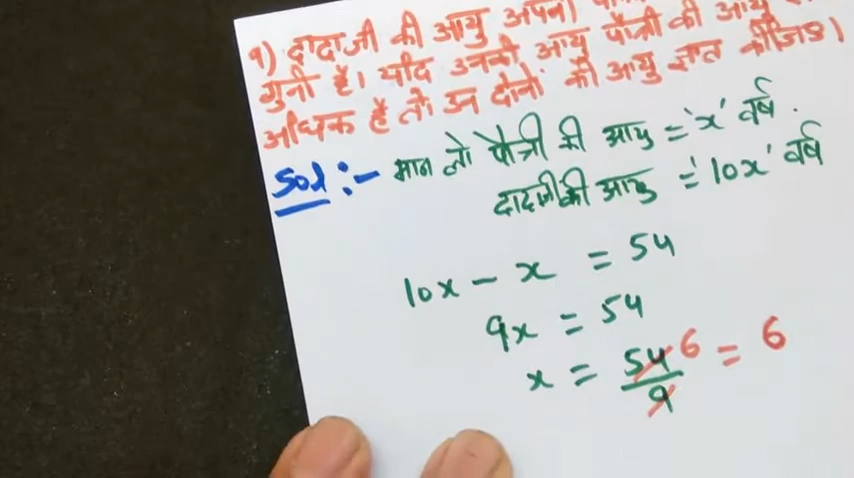 9) दादाजी की आयु अपनी
गुनी है। यदि उनकी आयु पौत्री की आयु
अधिक है तो उन दोनों की आयु ज्ञात कीजिए।
Sol :- मान लो पौत्री की आयु = 'x' वर्ष .
दादाजी की आयु = '10x' वर्ष
10x - x = 54
9x = 54
x = 54/9 6 = 6